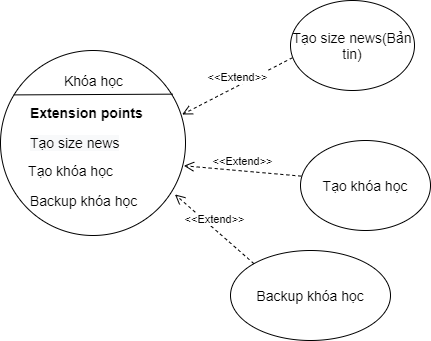 Khóa học
Extension points
Tạo size news
Tạo khóa học
Backup khóa học
<<Extend>>
Tạo size news(Bản
tin)
<<Extend>>
Tạo khóa học
<<Extend>>
Backup khóa học